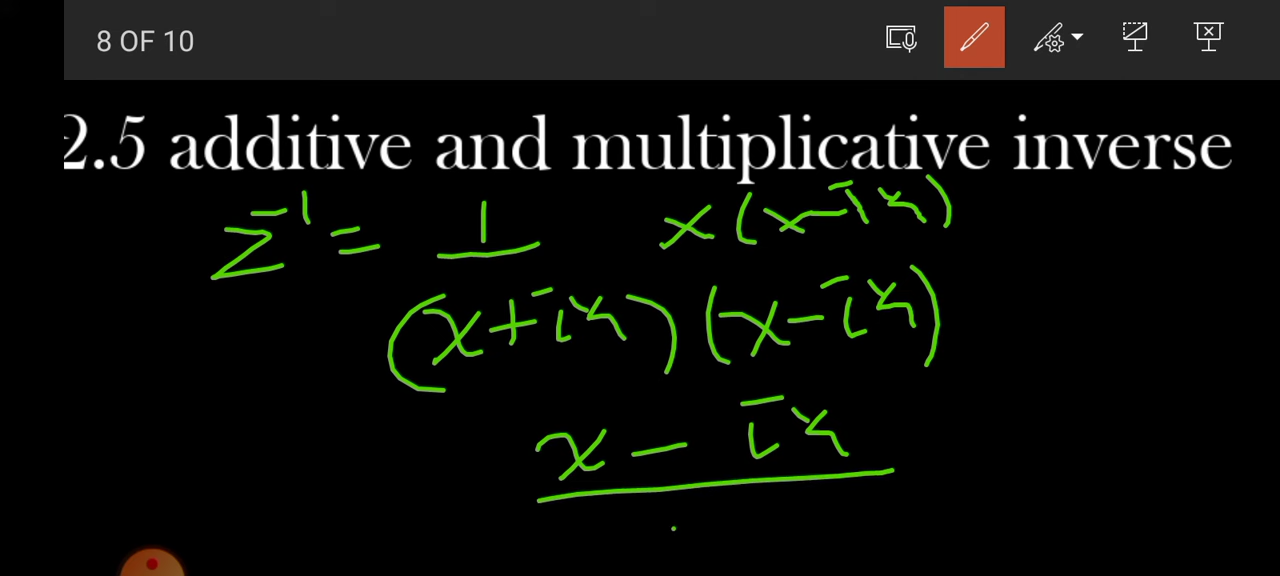 8 OF 10
2.5 additive and multiplicative inverse
z⁻¹ = 1 x (x - iy)
(x + iy) (x - iy)
x - iy